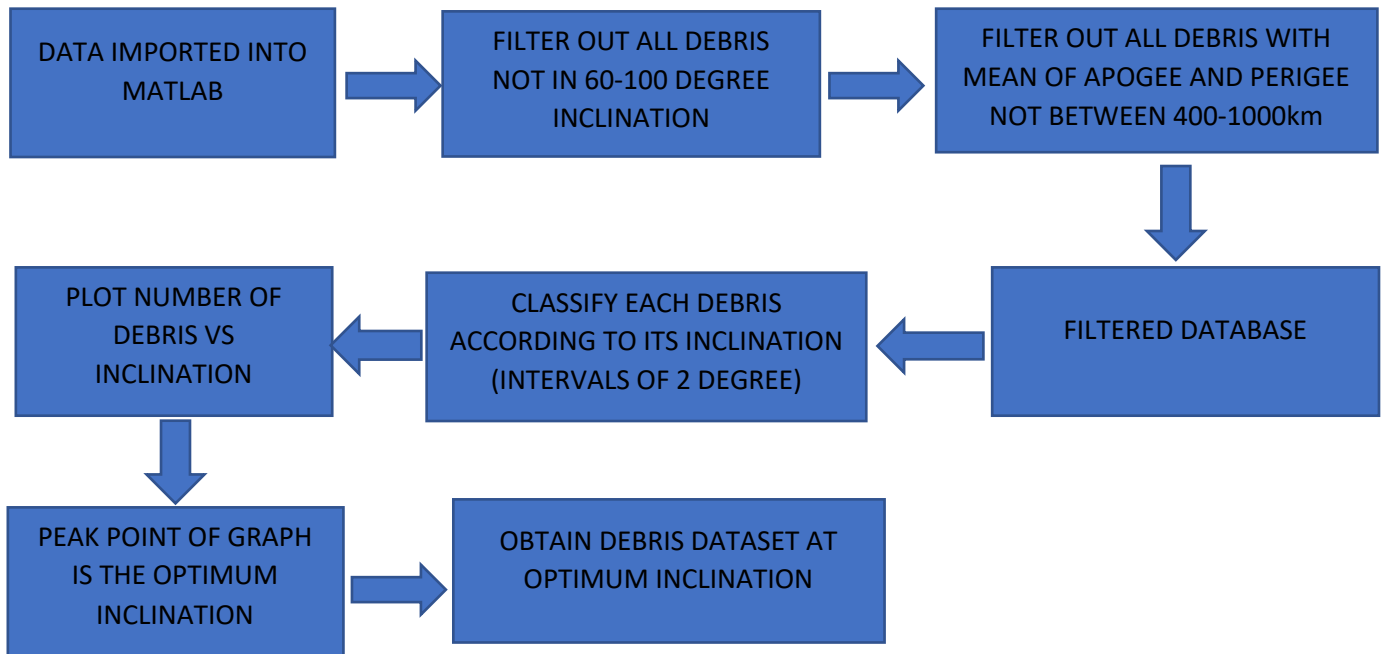 DATA IMPORTED INTO
MATLAB
FILTER OUT ALL DEBRIS
NOT IN 60-100 DEGREE
INCLINATION
FILTER OUT ALL DEBRIS WITH
MEAN OF APOGEE AND PERIGEE
NOT BETWEEN 400-1000km
FILTERED DATABASE
CLASSIFY EACH DEBRIS
ACCORDING TO ITS INCLINATION
(INTERVALS OF 2 DEGREE)
PLOT NUMBER OF
DEBRIS VS
INCLINATION
PEAK POINT OF GRAPH
IS THE OPTIMUM
INCLINATION
OBTAIN DEBRIS DATASET AT
OPTIMUM INCLINATION